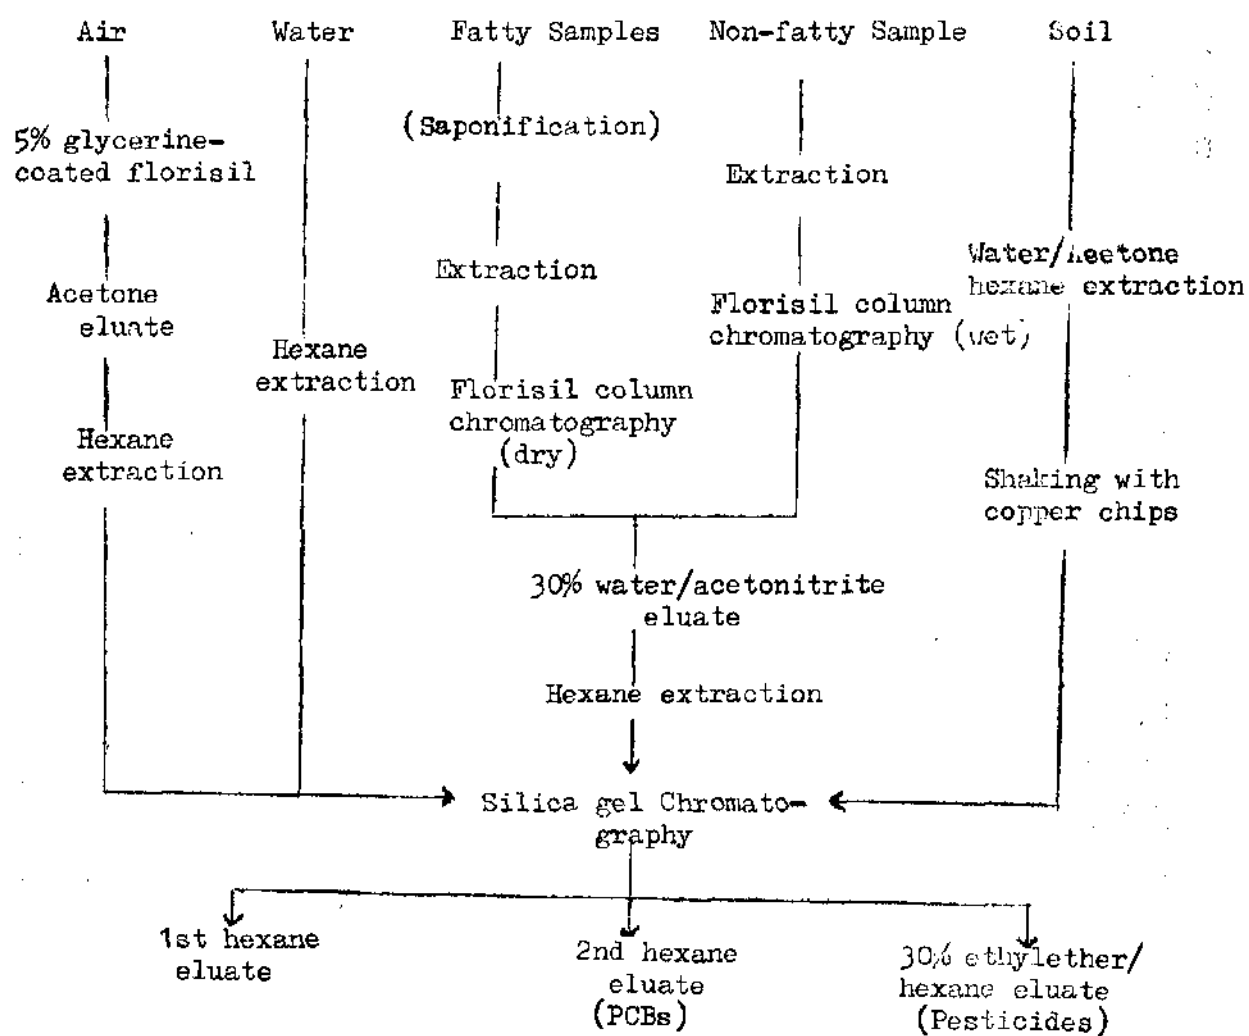 Air Water Fatty Samples Non-fatty Sample Soil
(Saponification)
5% glycerine-
coated florisil
Extraction
Water/Acetone
hexane extraction
Extraction
Acetone
eluate
Florisil column
chromatography (wet)
Hexane
extraction
Florisil column
chromatography
(dry)
Hexane
extraction
Shaking with
copper chips
30% water/acetonitrite
eluate
Hexane extraction
Silica gel Chromato-
graphy
1st hexane
eluate
2nd hexane
eluate
(PCBs)
30% ethylether/
hexane eluate
(Pesticides)